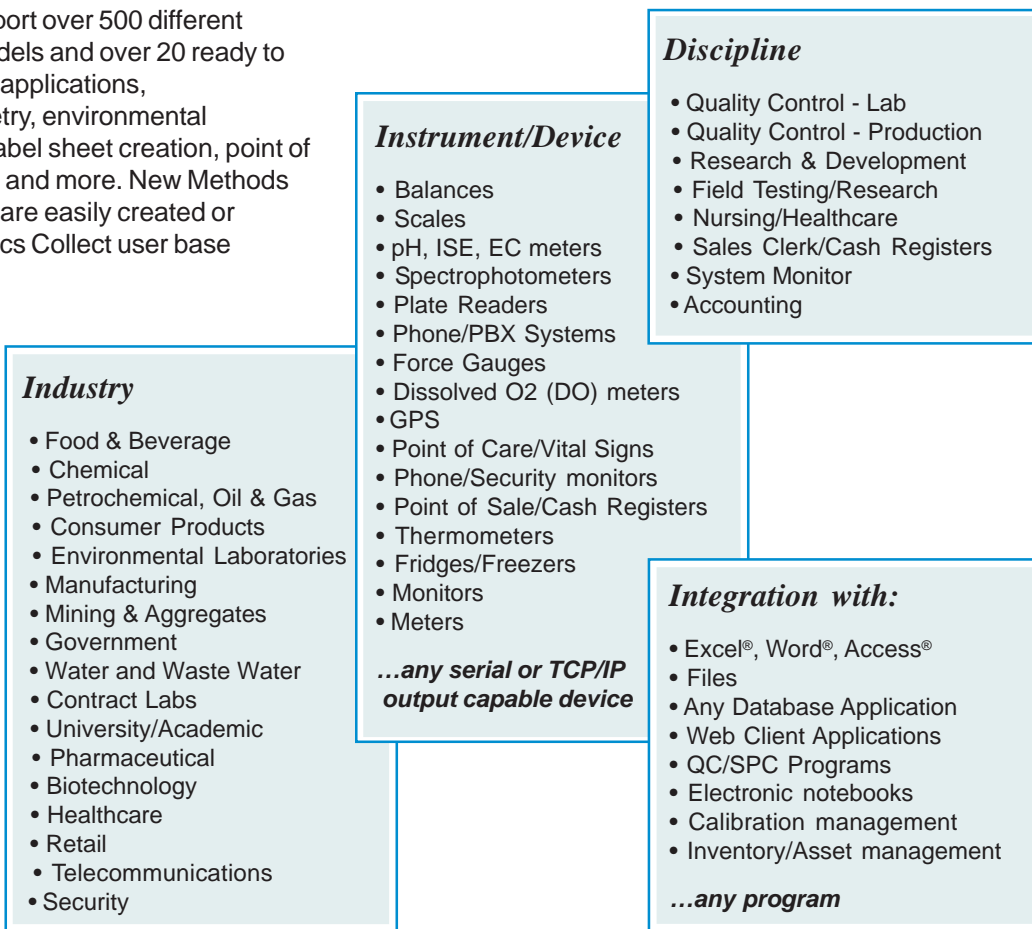 over 500 different
and over 20 ready to
applications,
environmental
sheet creation, point of
and more. New Methods
are easily created or
Collect user base
Discipline
• Quality Control - Lab
• Quality Control - Production
• Research & Development
• Field Testing/Research
• Nursing/Healthcare
• Sales Clerk/Cash Registers
• System Monitor
• Accounting
Instrument/Device
• Balances
• Scales
• pH, ISE, EC meters
• Spectrophotometers
• Plate Readers
• Phone/PBX Systems
• Force Gauges
• Dissolved O2 (DO) meters
• GPS
• Point of Care/Vital Signs
• Phone/Security monitors
• Point of Sale/Cash Registers
• Thermometers
• Fridges/Freezers
• Monitors
• Meters
...any serial or TCP/IP
output capable device
Industry
• Food & Beverage
• Chemical
• Petrochemical, Oil & Gas
• Consumer Products
• Environmental Laboratories
• Manufacturing
• Mining & Aggregates
• Government
• Water and Waste Water
• Contract Labs
• University/Academic
• Pharmaceutical
• Biotechnology
• Healthcare
• Retail
• Telecommunications
• Security
Integration with:
• Excel®, Word®, Access®
• Files
• Any Database Application
• Web Client Applications
• QC/SPC Programs
• Electronic notebooks
• Calibration management
• Inventory/Asset management
...any program